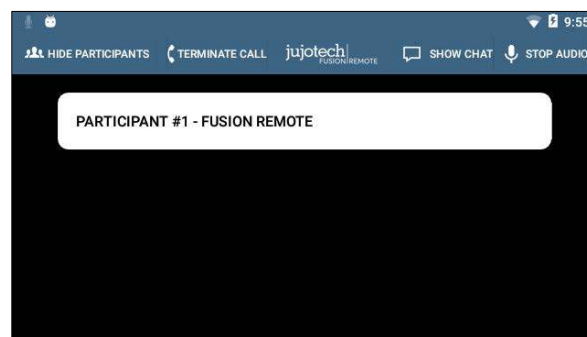 9:55
HIDE PARTICIPANTS TERMINATE CALL jujotech FUSION REMOTE SHOW CHAT STOP AUDIO
PARTICIPANT #1 - FUSION REMOTE